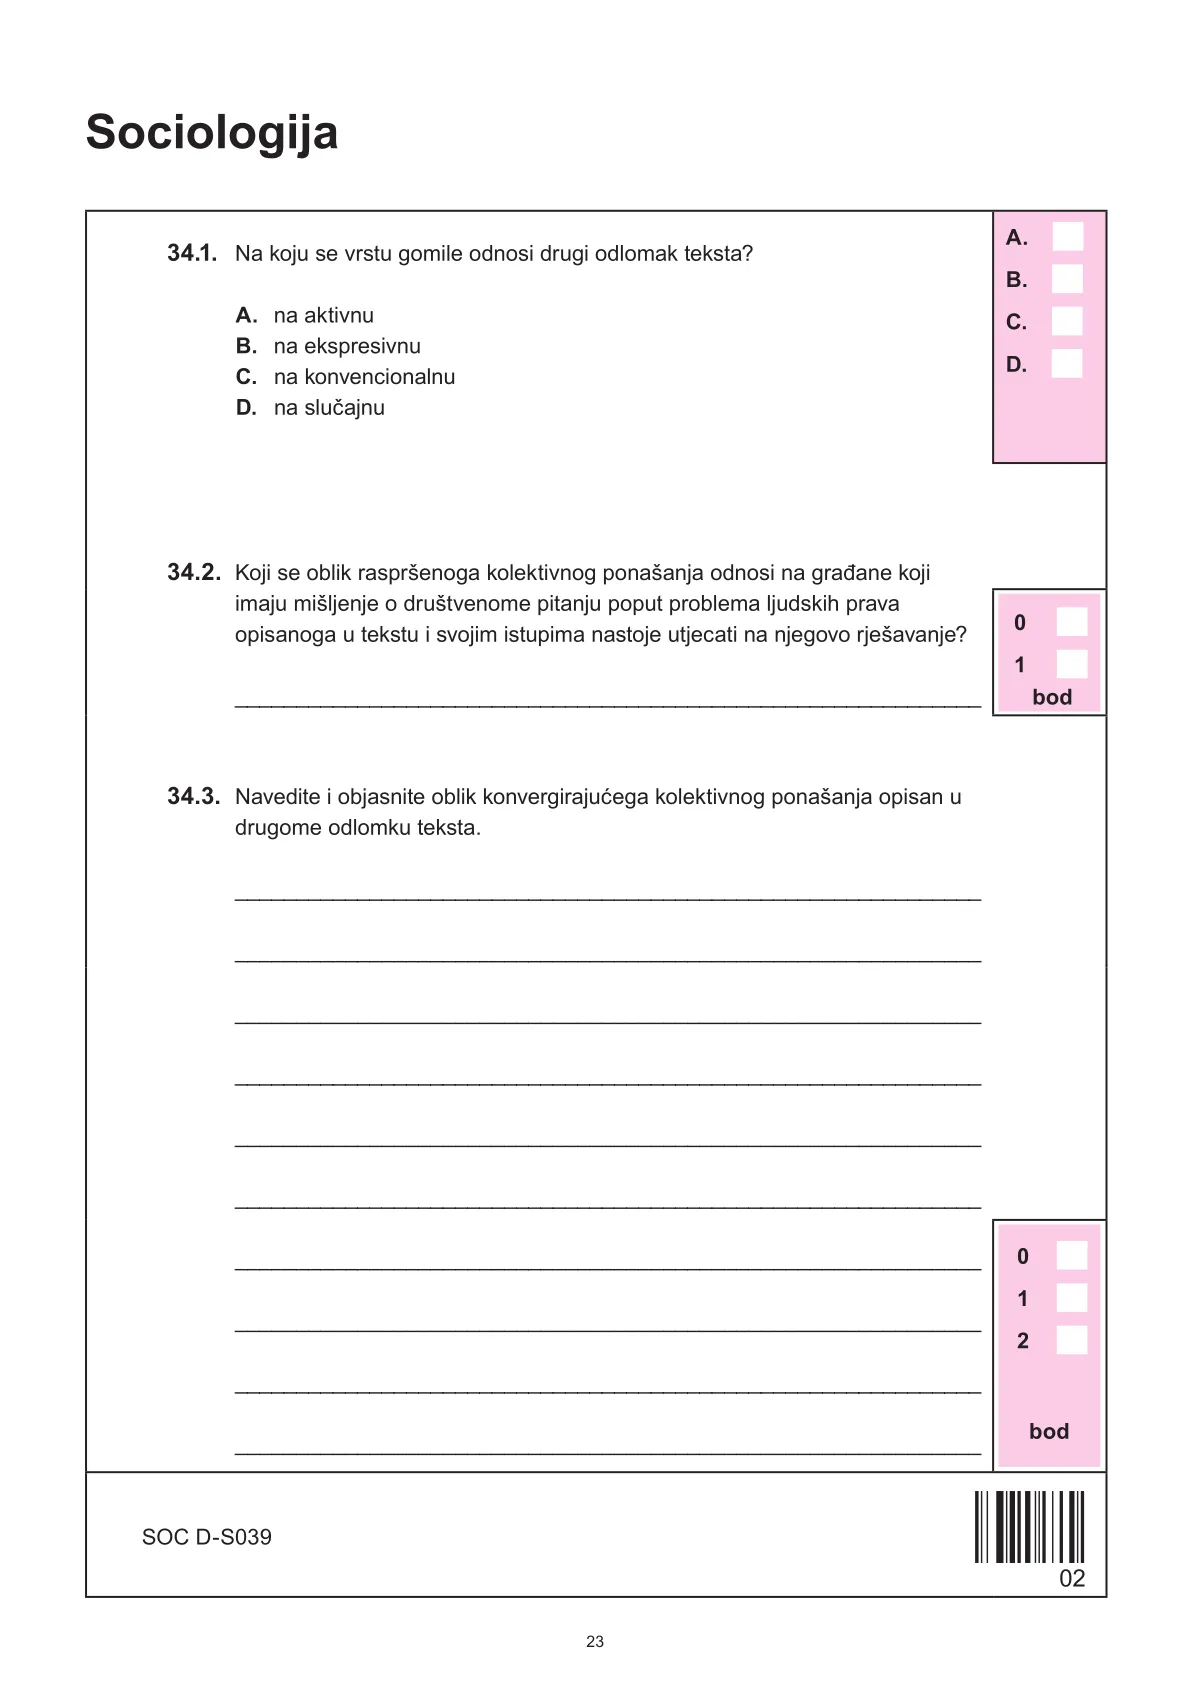 Sociologija
34.1. Na koju se vrstu gomile odnosi drugi odlomak teksta?
A. na aktivnu
B. na ekspresivnu
C. na konvencionalnu
D. na slučajnu
A.
B.
C.
D.
34.2. Koji se oblik raspršenoga kolektivnog ponašanja odnosi na građane koji
imaju mišljenje o društvenome pitanju poput problema ljudskih prava
opisanoga u tekstu i svojim istupima nastoje utjecati na njegovo rješavanje?
0
1
bod
34.3. Navedite i objasnite oblik konvergirajućega kolektivnog ponašanja opisan u
drugome odlomku teksta.
0
1
2
bod
SOC D-S039
02
23